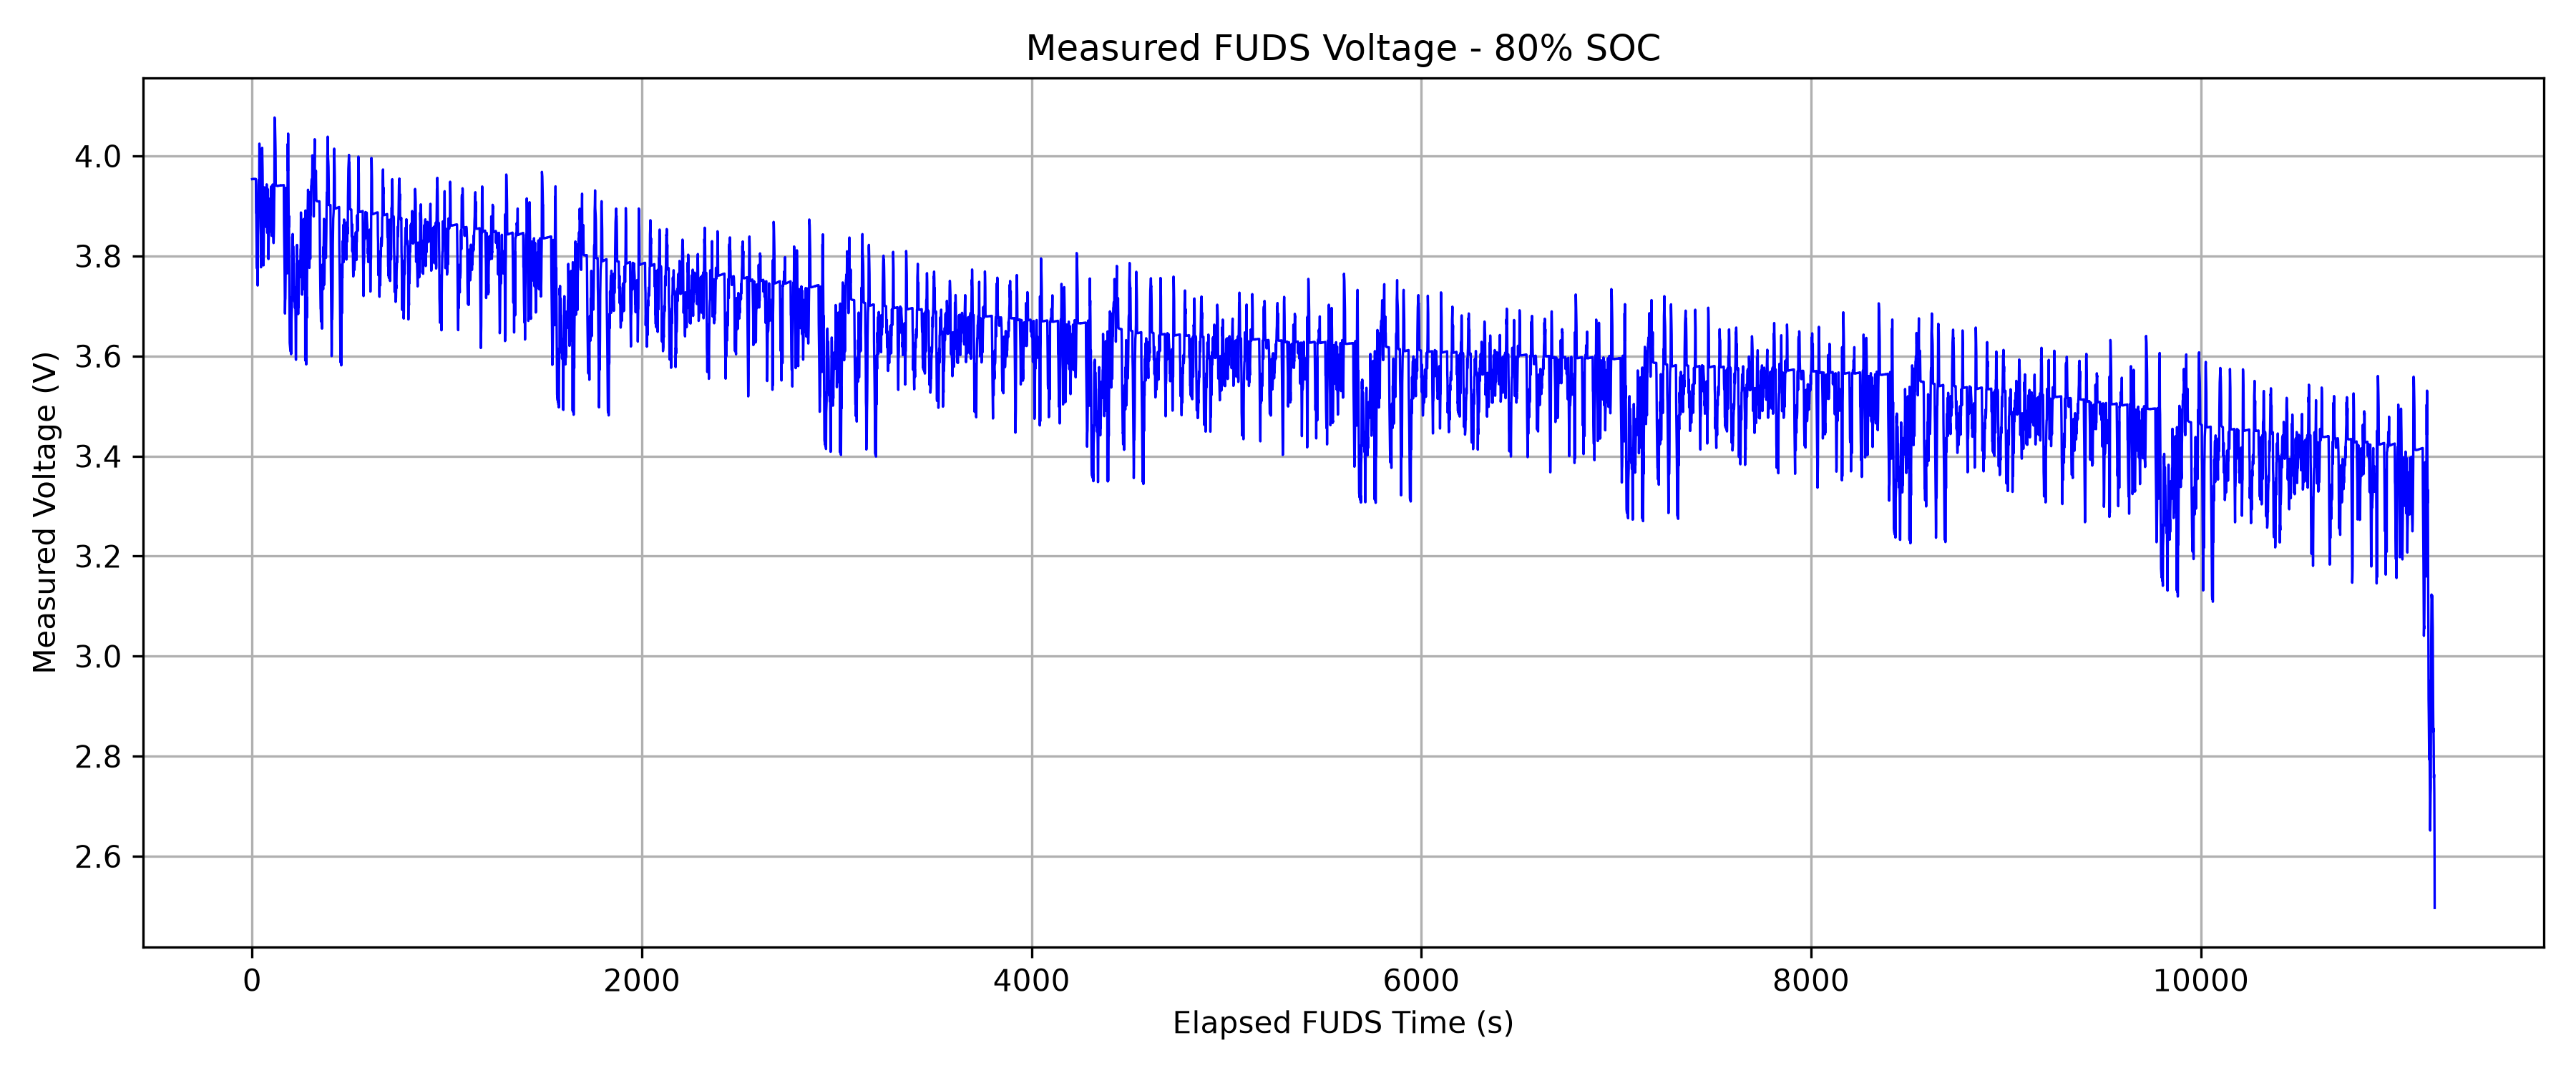 Measured FUDS Voltage - 80% SOC
Measured Voltage (V)
4.0
3.8
3.6
3.4
3.2
3.0
2.8
2.6
0 2000 4000 6000 8000 10000
Elapsed FUDS Time (s)